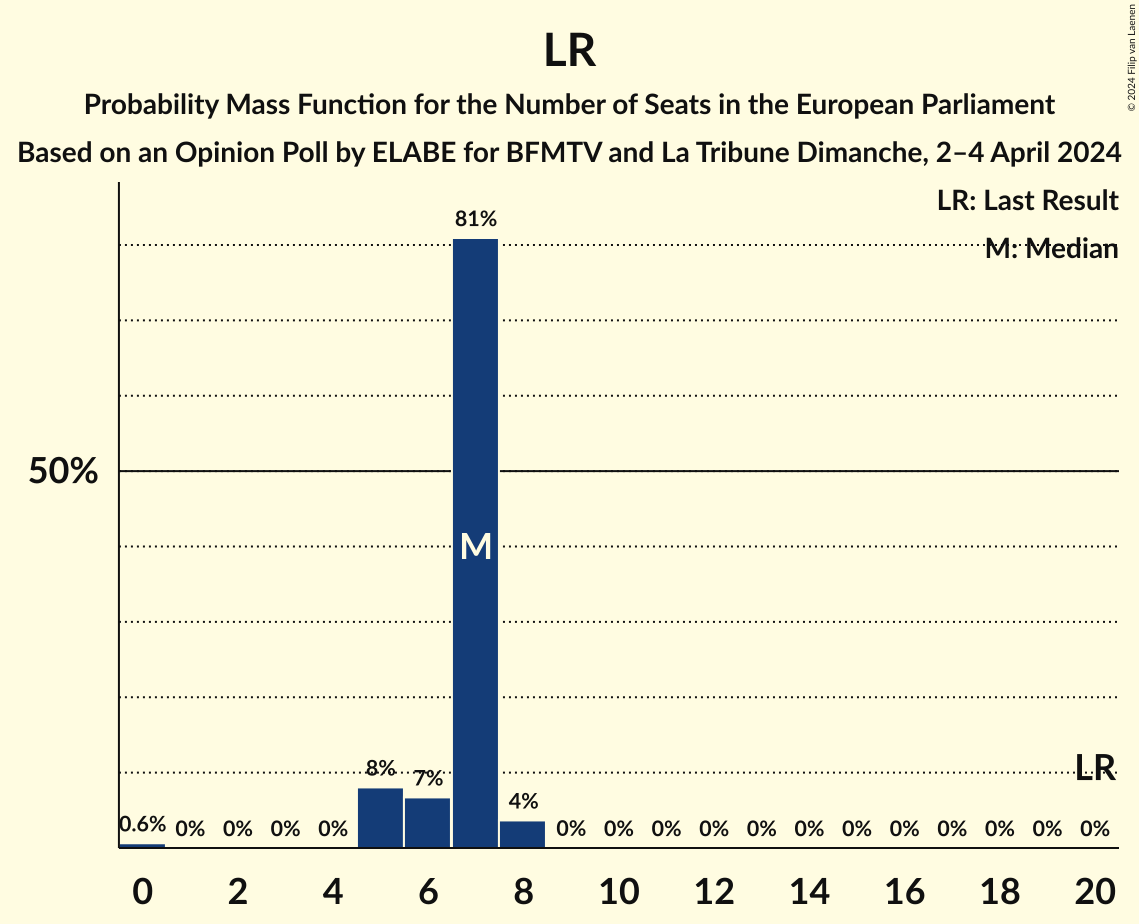 LR
Probability Mass Function for the Number of Seats in the European Parliament
Based on an Opinion Poll by ELABE for BFMTV and La Tribune Dimanche, 2–4 April 2024
© 2024 Filip van Laenen
LR: Last Result
M: Median
81%
50%
M
LR
8%
7%
4%
0.6% 0% 0% 0% 0% 0% 0% 0% 0% 0% 0% 0% 0% 0% 0% 0% 0%
0 2 4 6 8 10 12 14 16 18 20